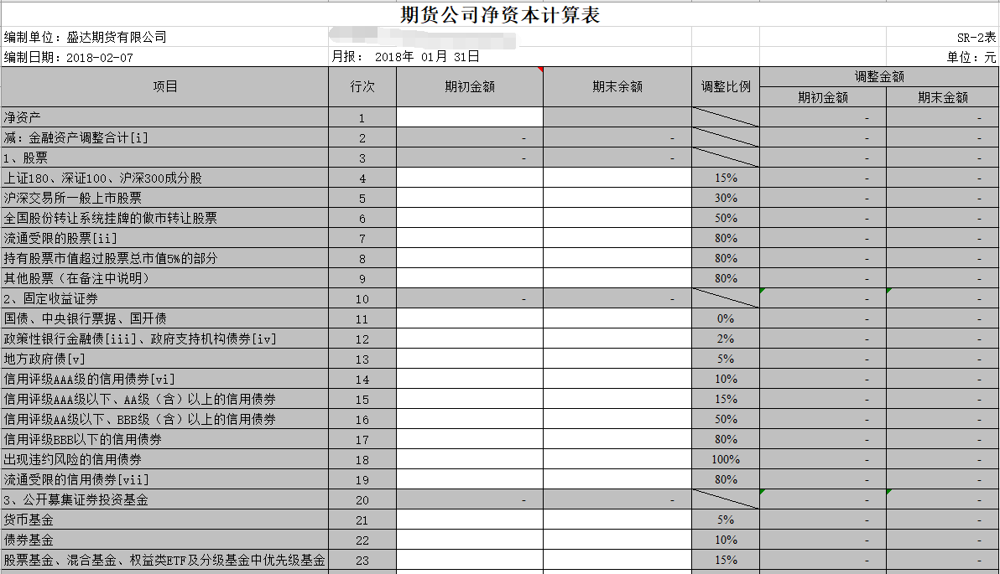 期货公司净资本计算表
编制单位：盛达期货有限公司 SR-2表
编制日期：2018-02-07 月报： 2018年 01月 31日 单位：元
项目 行次 期初金额 期末余额 调整比例 调整金额
期初金额 期末金额
净资产 1 - -
减：金融资产调整合计[i] 2 - - - -
1、股票 3 - - - -
上证180、深证100、沪深300成分股 4 15% - -
沪深交易所一般上市股票 5 30% - -
全国股份转让系统挂牌的做市转让股票 6 50% - -
流通受限的股票[ii] 7 80% - -
持有股票市值超过股票总市值5%的部分 8 80% - -
其他股票（在备注中说明） 9 80% - -
2、固定收益证券 10 - - - -
国债、中央银行票据、国开债 11 0% - -
政策性银行金融债[iii]、政府支持机构债券[iv] 12 2% - -
地方政府债[v] 13 5% - -
信用评级AAA级的信用债券[vi] 14 10% - -
信用评级AAA级以下、AA级（含）以上的信用债券 15 15% - -
信用评级AA级以下、BBB级（含）以上的信用债券 16 50% - -
信用评级BBB以下的信用债券 17 80% - -
出现违约风险的信用债券 18 100% - -
流通受限的信用债券[vii] 19 80% - -
3、公开募集证券投资基金 20 - - - -
货币基金 21 5% - -
债券基金 22 10% - -
股票基金、混合基金、权益类ETF及分级基金中优先级基金 23 15% - -